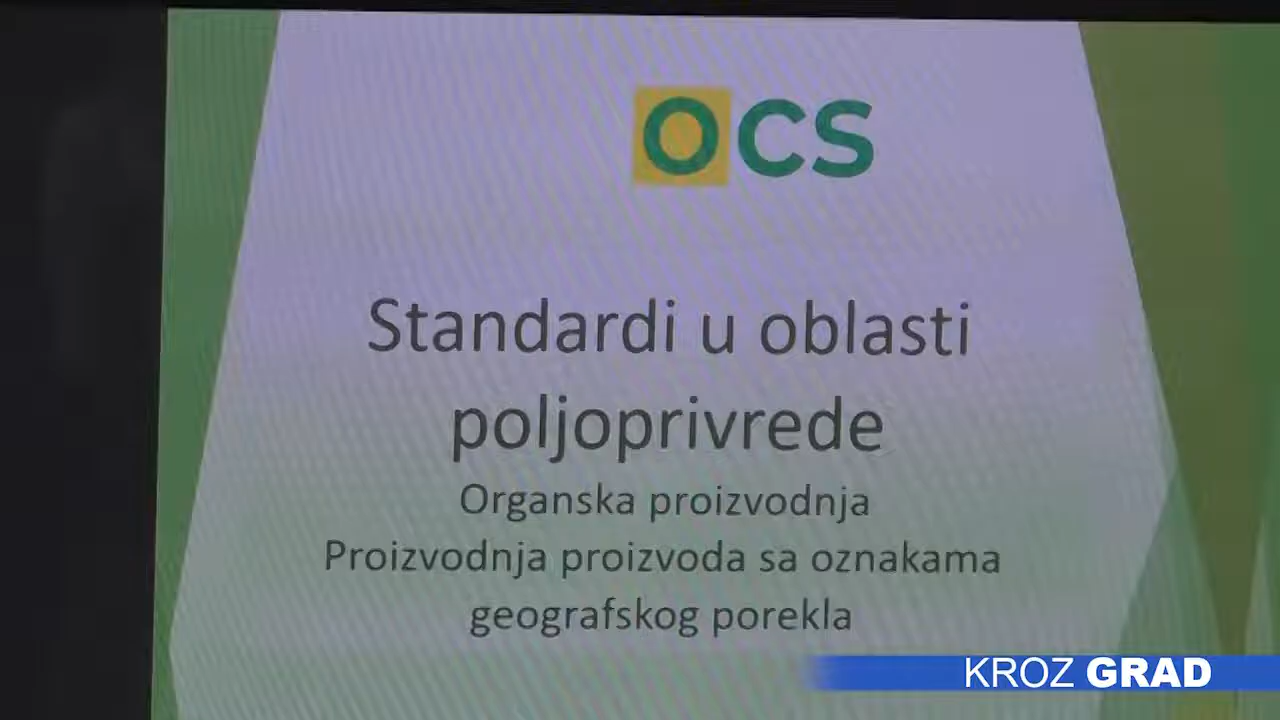 OCS
Standardi u oblasti
poljoprivrede
Organska proizvodnja
Proizvodnja proizvoda sa oznakama
geografskog porekla
KROZ GRAD